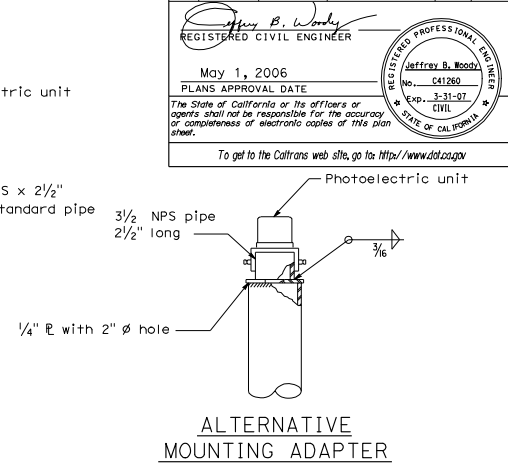 Jeffrey B. Woody
REGISTERED CIVIL ENGINEER
May 1, 2006
PLANS APPROVAL DATE
The State of California or its officers or
agents shall not be responsible for the accuracy
or completeness of electronic copies of this plan
sheet.
REGISTERED PROFESSIONAL ENGINEER
Jeffrey B. Woody
No. C41260
Exp. 3-31-07
CIVIL
STATE OF CALIFORNIA
To get to the Caltrans web site, go to: http://www.dot.ca.gov
tric unit
S x 2½"
tandard pipe
Photoelectric unit
3½ NPS pipe
2½" long
3/16
¼" ℄ with 2" Ø hole
ALTERNATIVE
MOUNTING ADAPTER